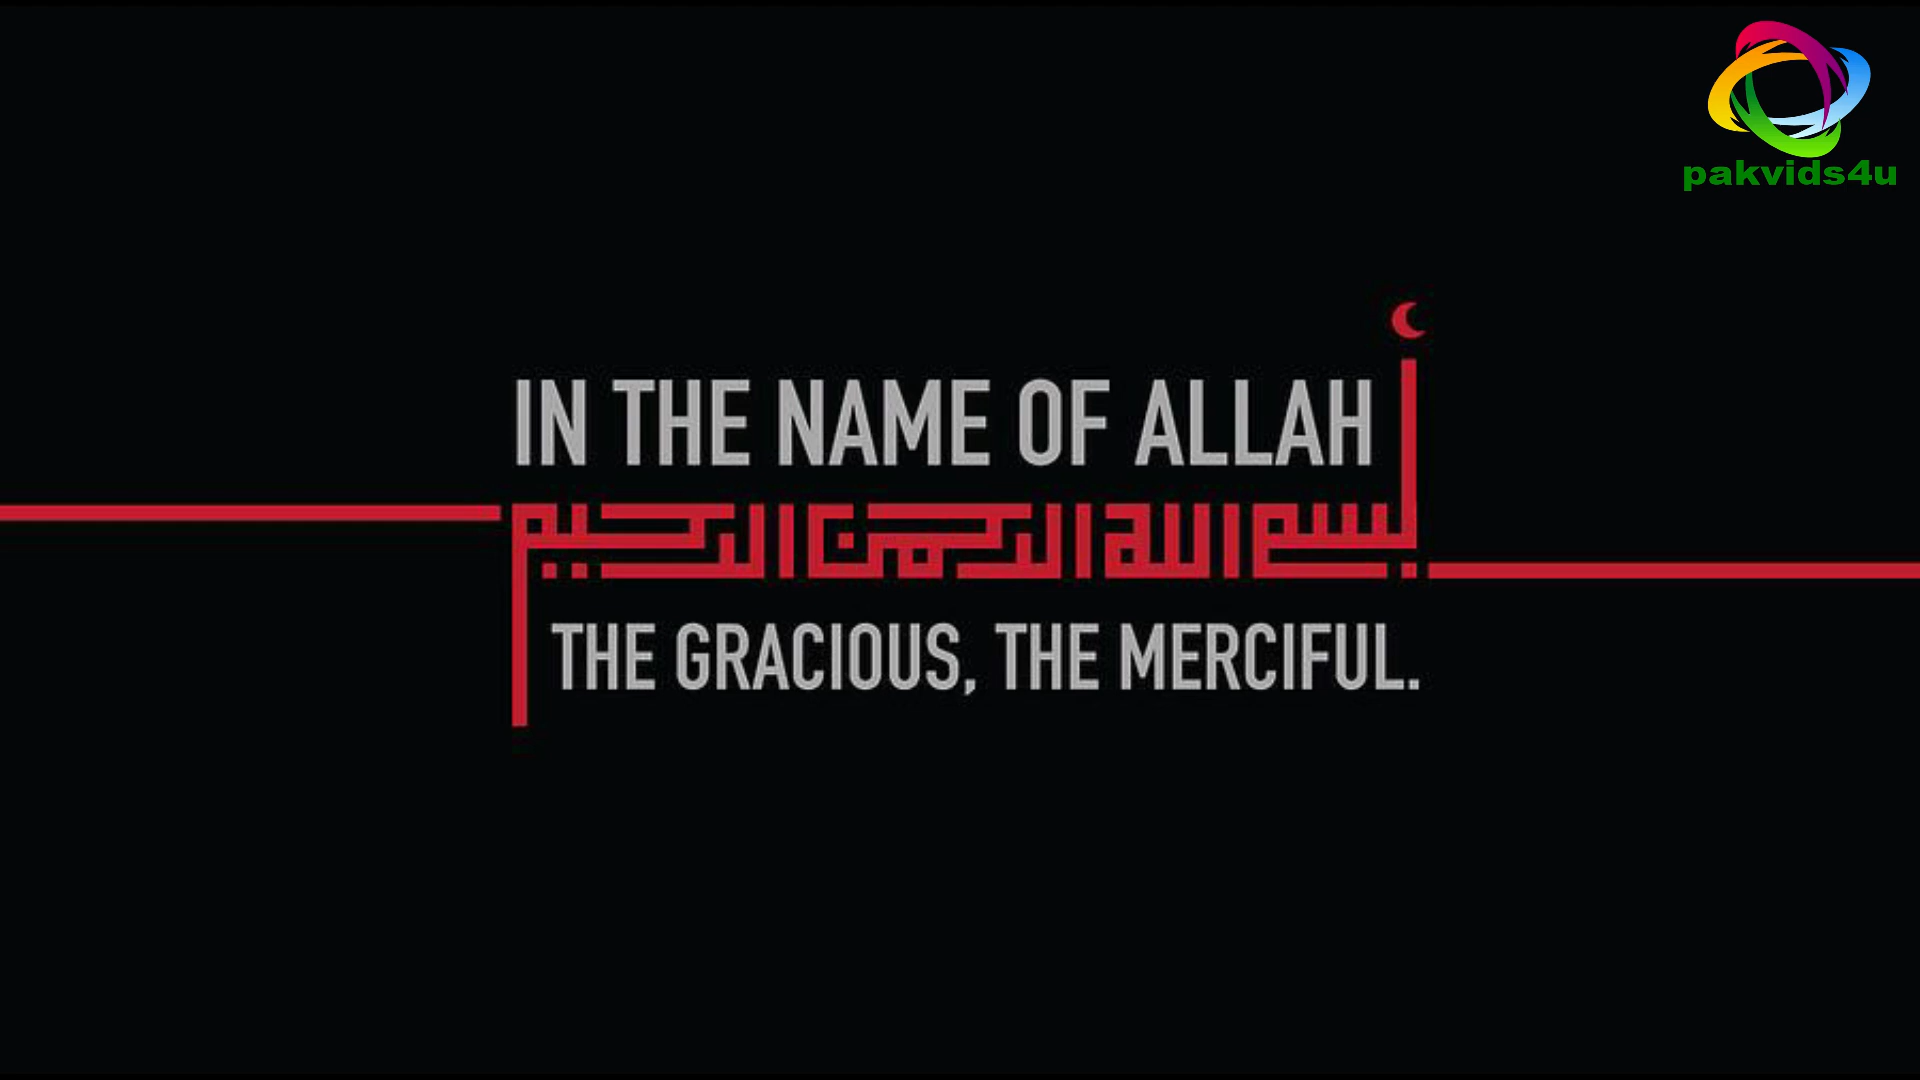 pakvids4u
IN THE NAME OF ALLAH
بسم الله الرحمن الرحيم
THE GRACIOUS, THE MERCIFUL.